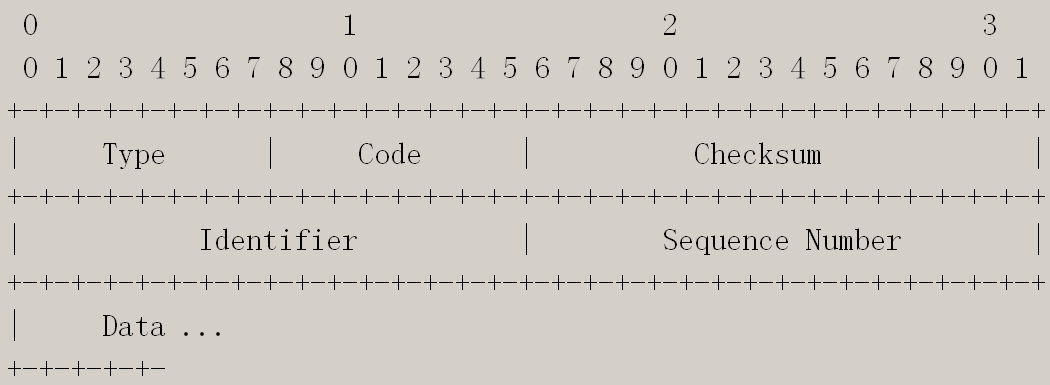 0                   1                   2                   3
 0 1 2 3 4 5 6 7 8 9 0 1 2 3 4 5 6 7 8 9 0 1 2 3 4 5 6 7 8 9 0 1
+-+-+-+-+-+-+-+-+-+-+-+-+-+-+-+-+-+-+-+-+-+-+-+-+-+-+-+-+-+-+-+-+
|     Type      |     Code      |          Checksum             |
+-+-+-+-+-+-+-+-+-+-+-+-+-+-+-+-+-+-+-+-+-+-+-+-+-+-+-+-+-+-+-+-+
|           Identifier          |        Sequence Number        |
+-+-+-+-+-+-+-+-+-+-+-+-+-+-+-+-+-+-+-+-+-+-+-+-+-+-+-+-+-+-+-+-+
|     Data ...
+-+-+-+-+-